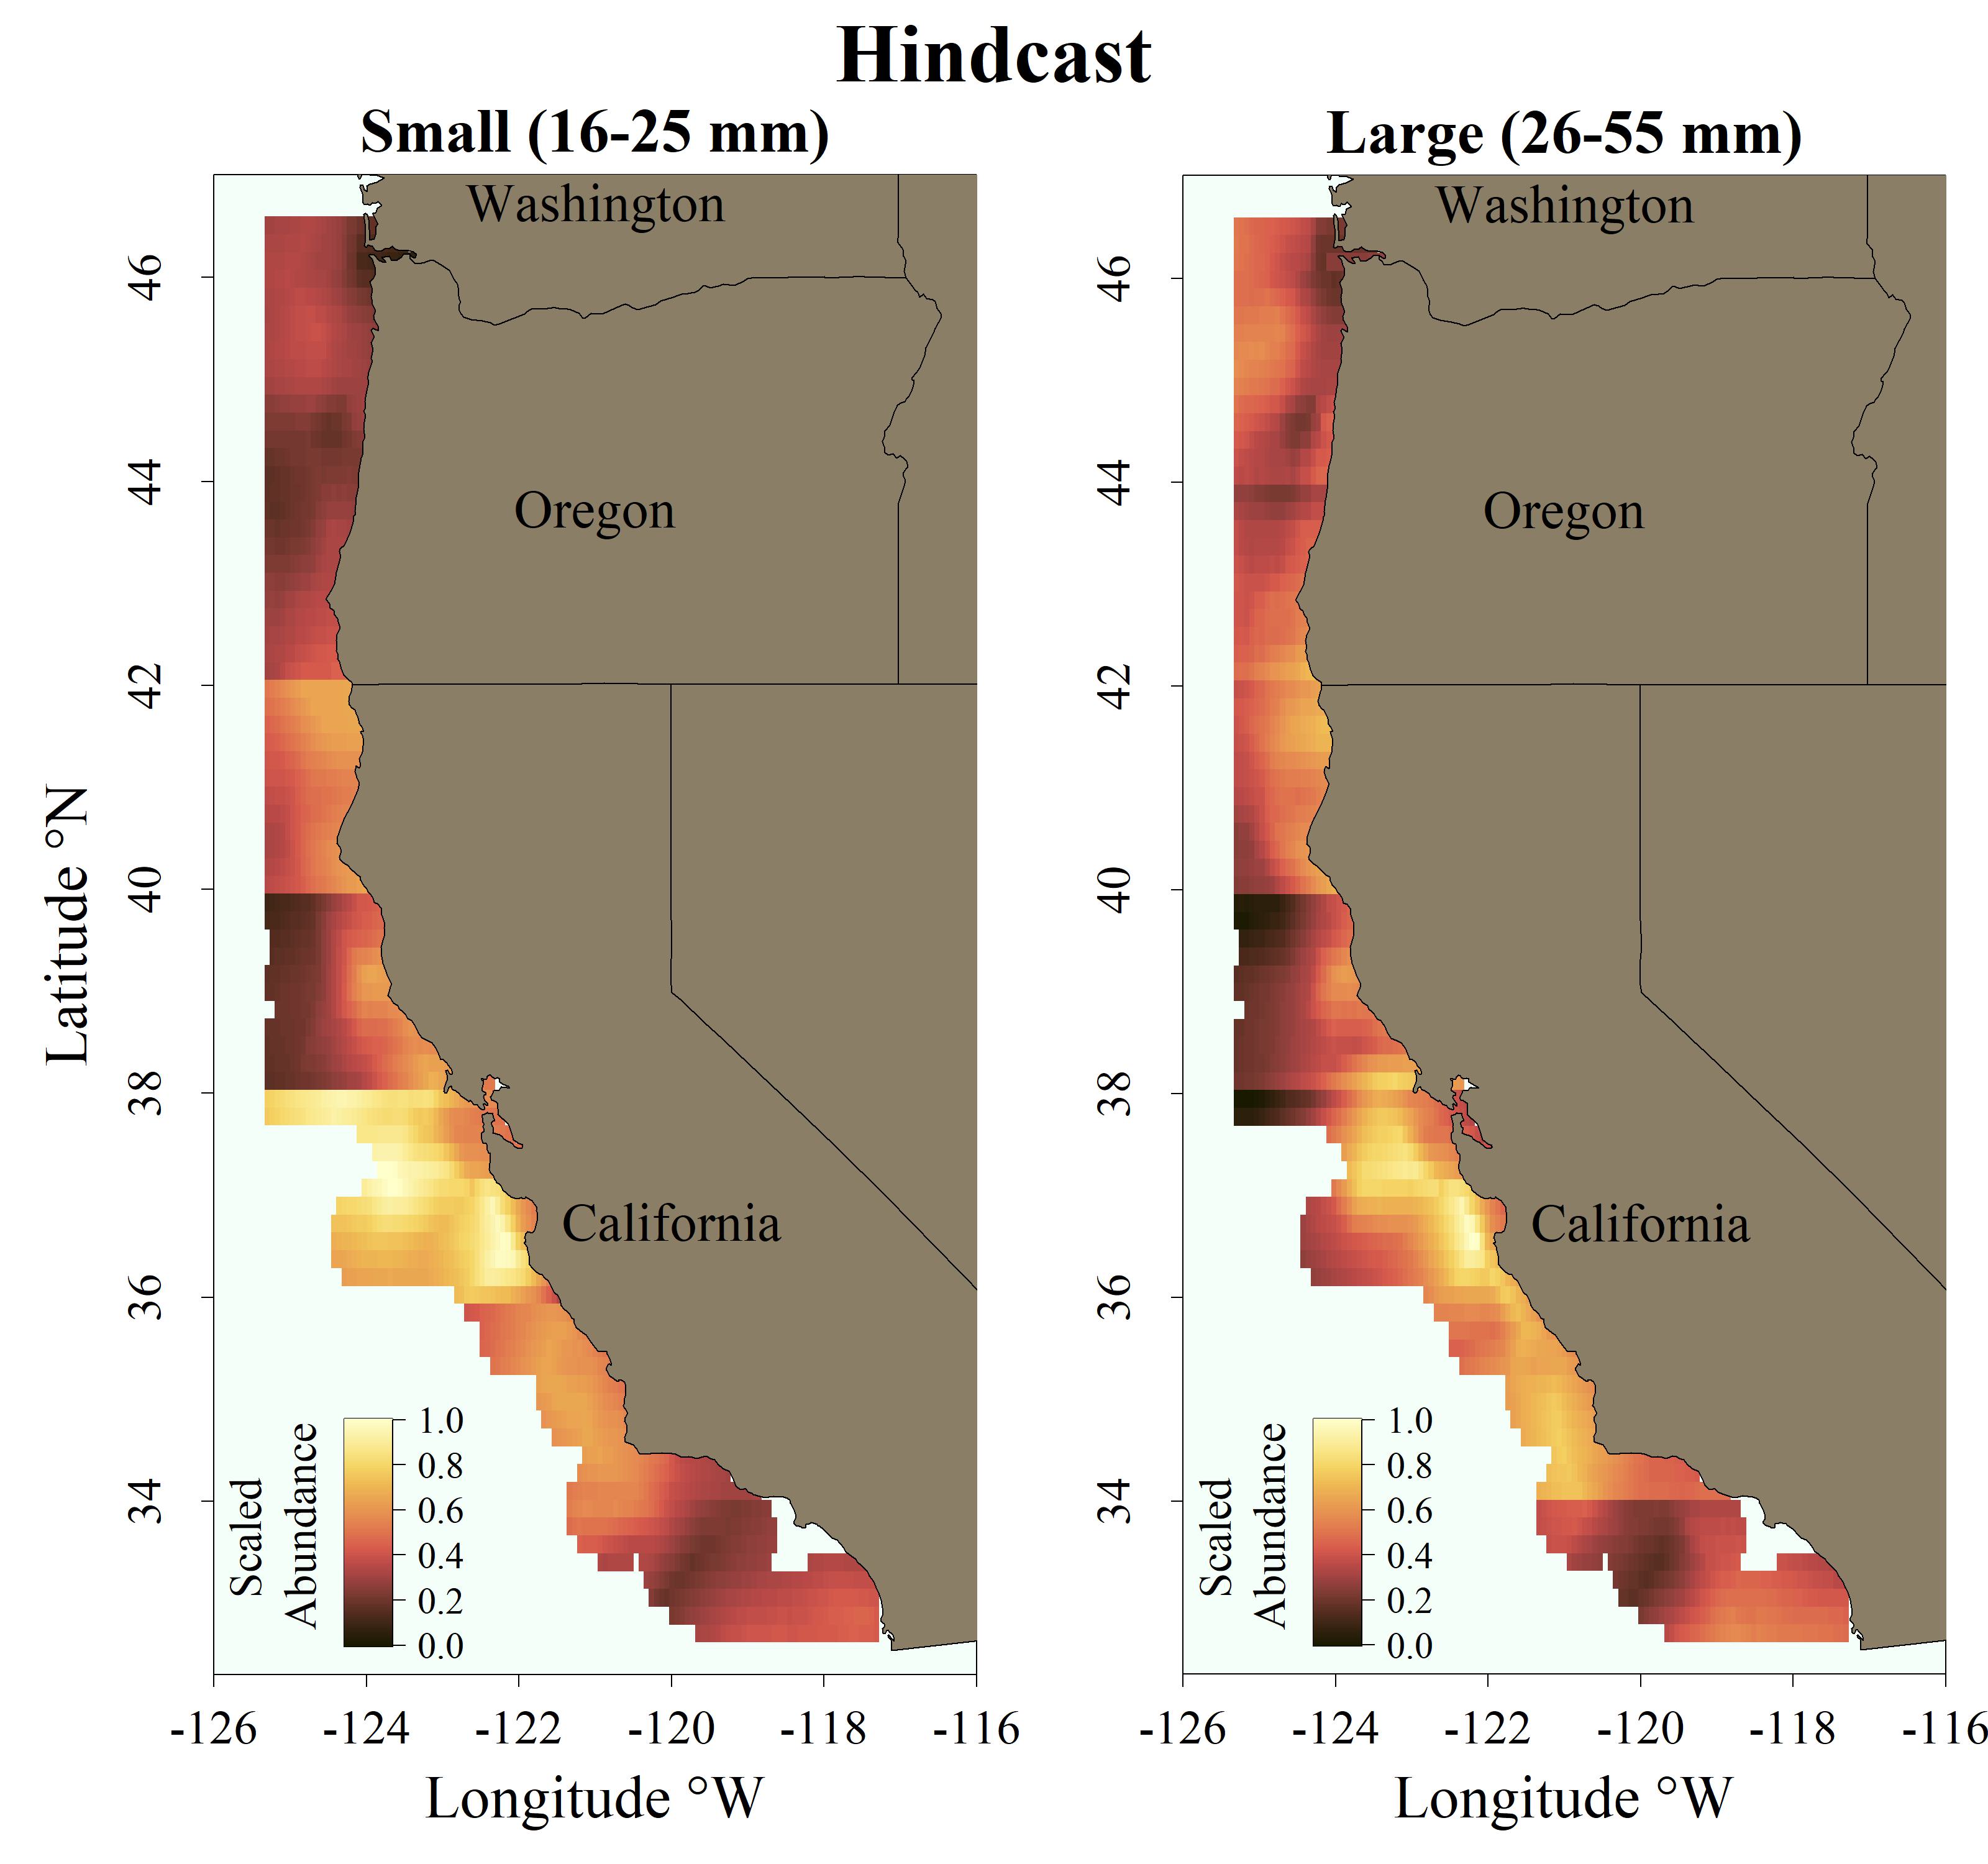 Hindcast
Small (16-25 mm)
Large (26-55 mm)
Washington
Oregon
California
Latitude °N
46
44
42
40
38
36
34
Scaled
Abundance
1.0
0.8
0.6
0.4
0.2
0.0
-126
-124
-122
-120
-118
-116
Longitude °W
Washington
Oregon
California
46
44
42
40
38
36
34
Scaled
Abundance
1.0
0.8
0.6
0.4
0.2
0.0
-126
-124
-122
-120
-118
-116
Longitude °W